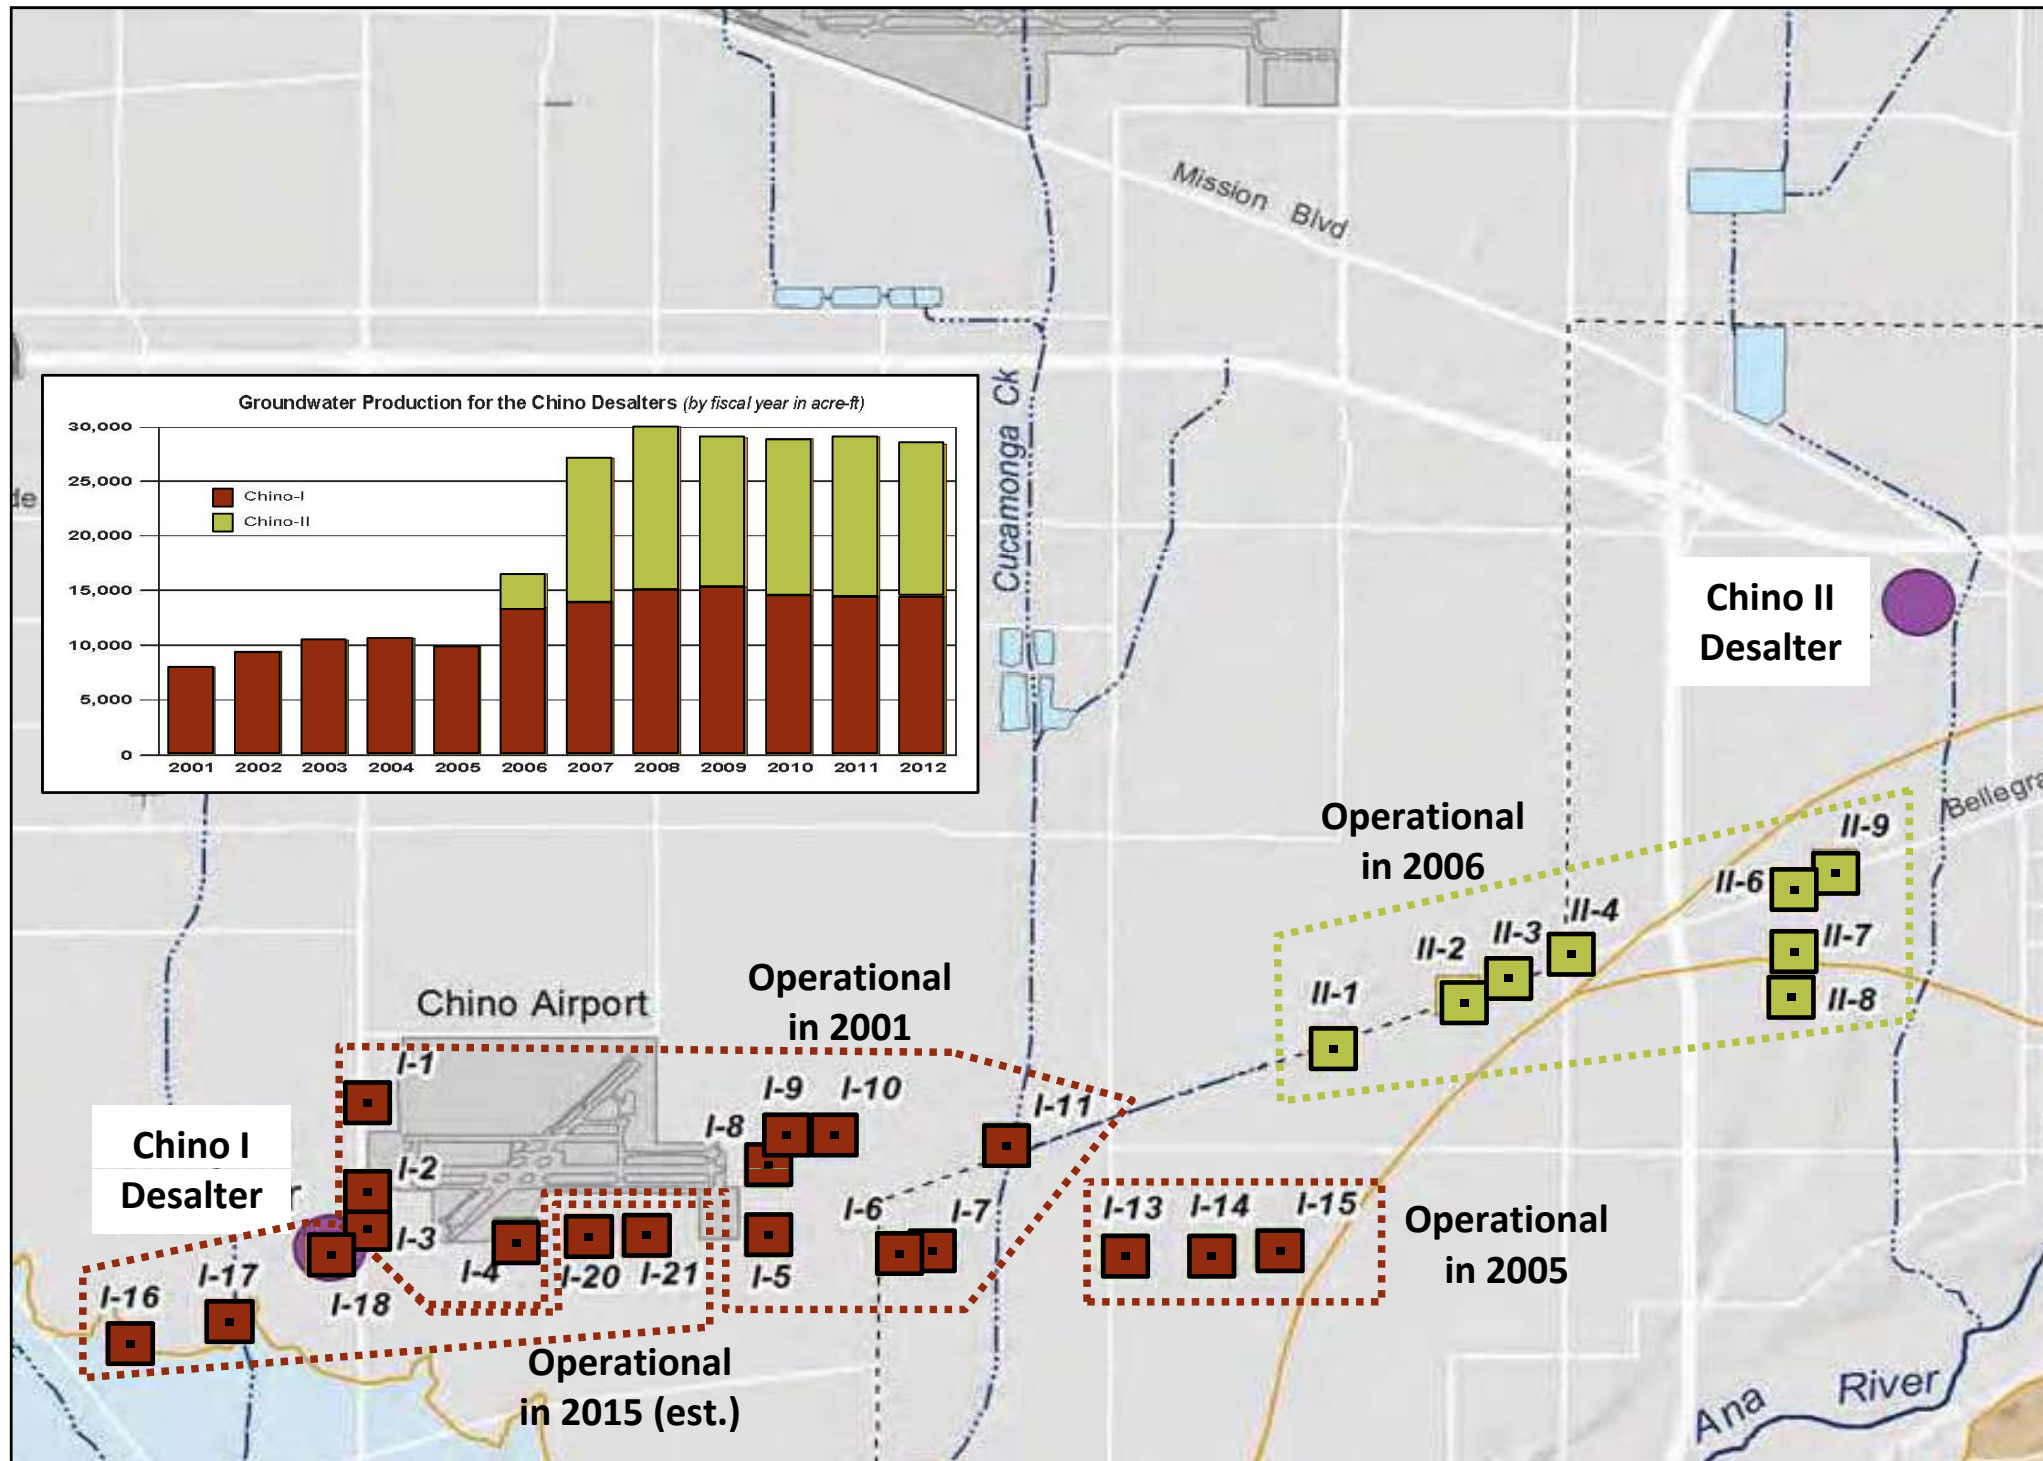 Mission Blvd
Cucamonga Ck
Groundwater Production for the Chino Desalters (by fiscal year in acre-ft)
30,000
25,000
20,000
15,000
10,000
5,000
0
Chino-I
Chino-II
2001 2002 2003 2004 2005 2006 2007 2008 2009 2010 2011 2012
de
Chino II
Desalter
Bellegra
Operational
in 2006
II-9
II-6
II-4
II-3
II-7
II-2
II-1
II-8
Operational
in 2001
Chino Airport
I-1
I-9
I-10
I-11
I-8
Chino I
Desalter
r
I-2
I-3
I-6
I-7
I-13
I-14
I-15
Operational
in 2005
I-4
I-20
I-21
I-5
I-17
I-16
I-18
Operational
in 2015 (est.)
Ana River